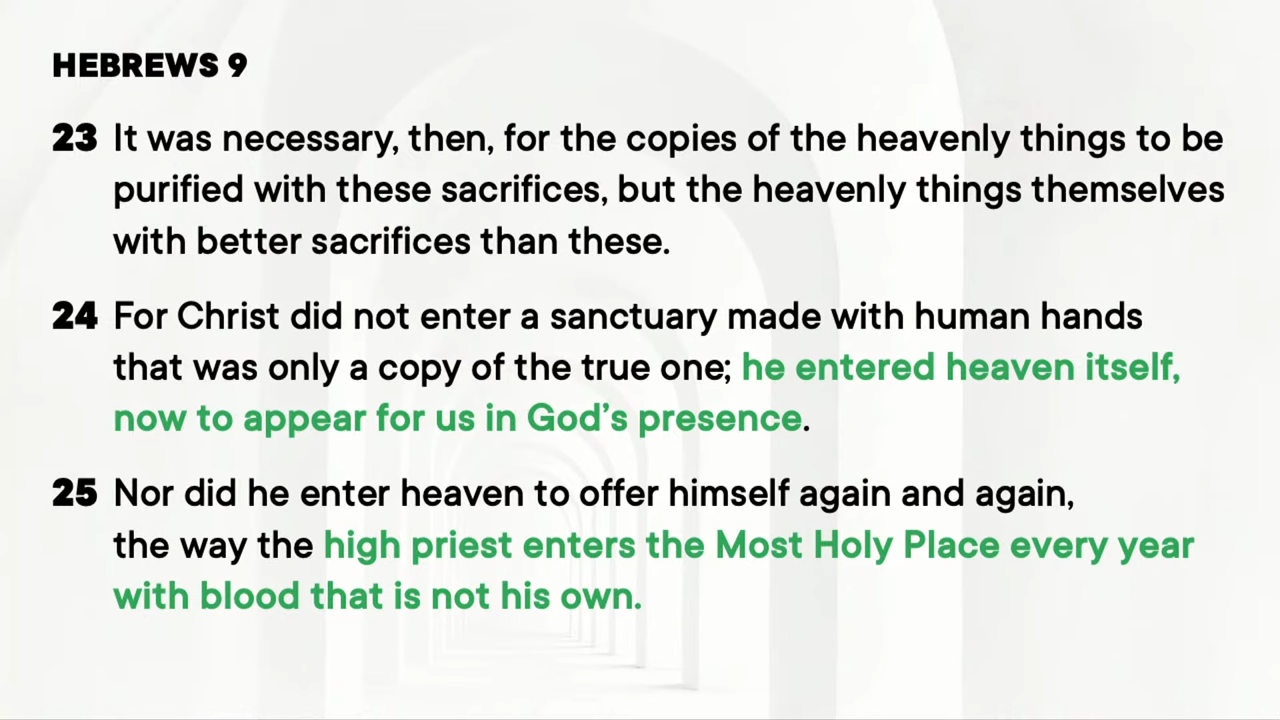 HEBREWS 9
23 It was necessary, then, for the copies of the heavenly things to be
purified with these sacrifices, but the heavenly things themselves
with better sacrifices than these.
24 For Christ did not enter a sanctuary made with human hands
that was only a copy of the true one; he entered heaven itself,
now to appear for us in God’s presence.
25 Nor did he enter heaven to offer himself again and again,
the way the high priest enters the Most Holy Place every year
with blood that is not his own.